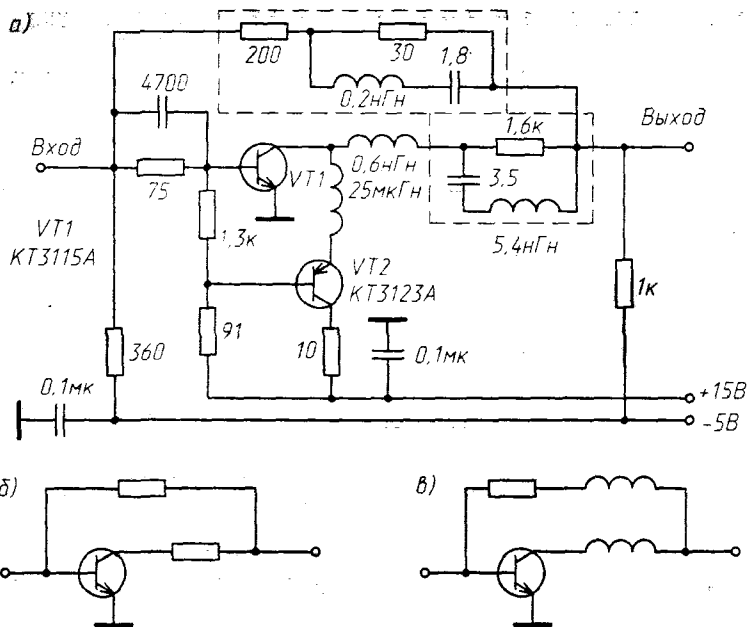 а)
200
30
1,8
0,2нГн
4700
1,6к
Выход
Вход
75
VT1
0,6нГн
25мкГн
3,5
5,4нГн
VT1
КТ3115А
1,3к
VT2
КТ3123А
1к
360
91
10
0,1мк
0,1мк
+15В
-5В
б)
в)